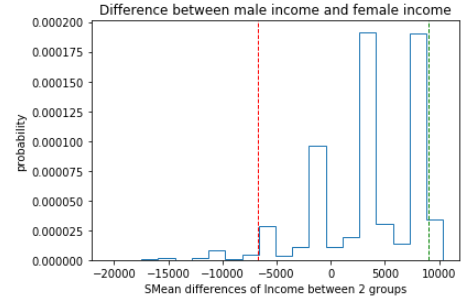 Difference between male income and female income
0.000200
0.000175
0.000150
0.000125
0.000100
0.000075
0.000050
0.000025
0.000000
probability
−20000 −15000 −10000 −5000 0 5000 10000
SMean differences of Income between 2 groups